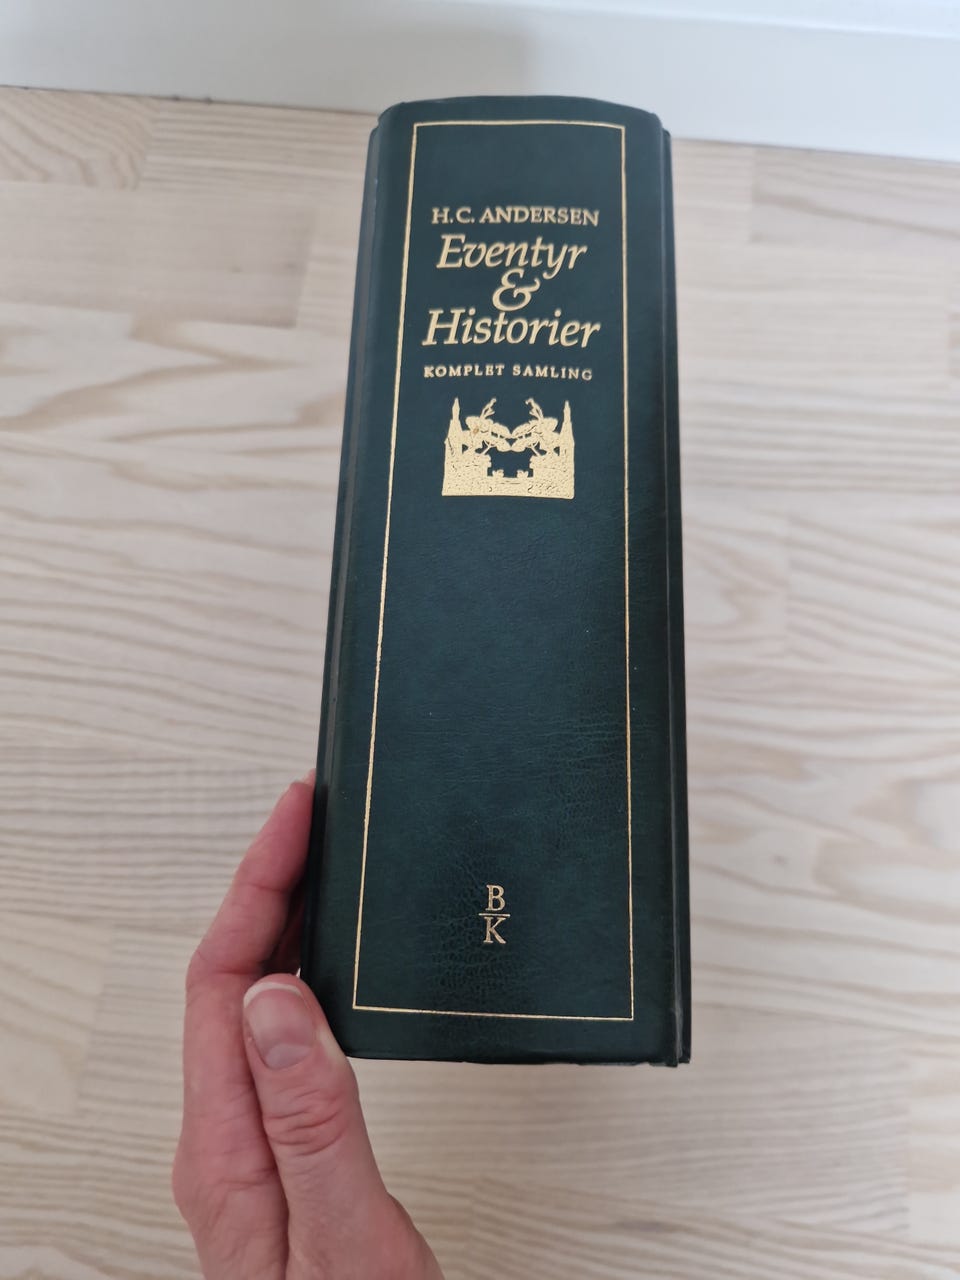 H.C. ANDERSEN
Eventyr
&
Historier
KOMPLET SAMLING
B
K